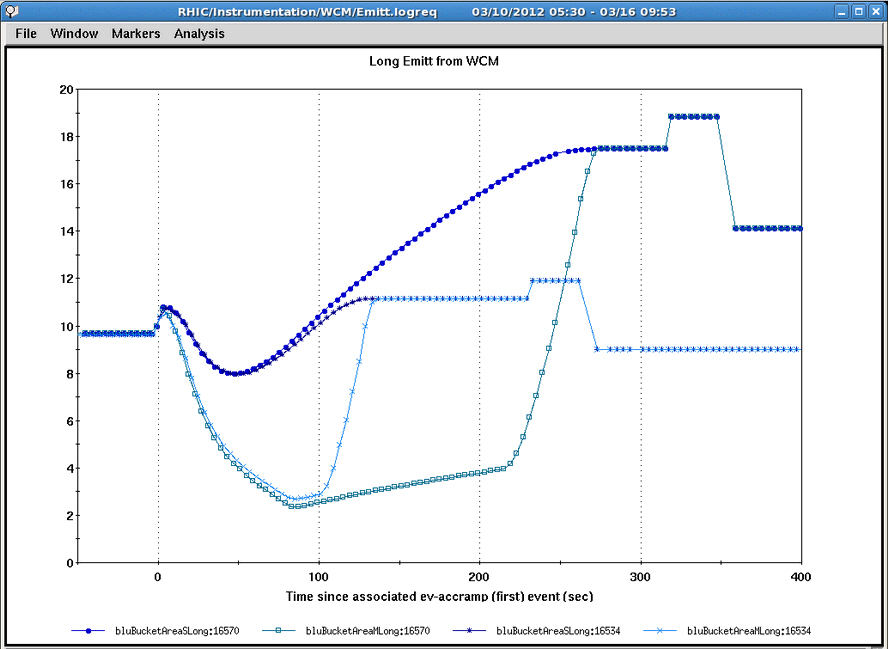 RHIC/Instrumentation/WCM/Emitt.logreq 03/10/2012 05:30 - 03/16 09:53
File Window Markers Analysis
Long Emitt from WCM
20
18
16
14
12
10
8
6
4
2
0
0 100 200 300 400
Time since associated ev-accramp (first) event (sec)
bluBucketAreaSLong:16570 bluBucketAreaMLong:16570 bluBucketAreaSLong:16534 bluBucketAreaMLong:16534